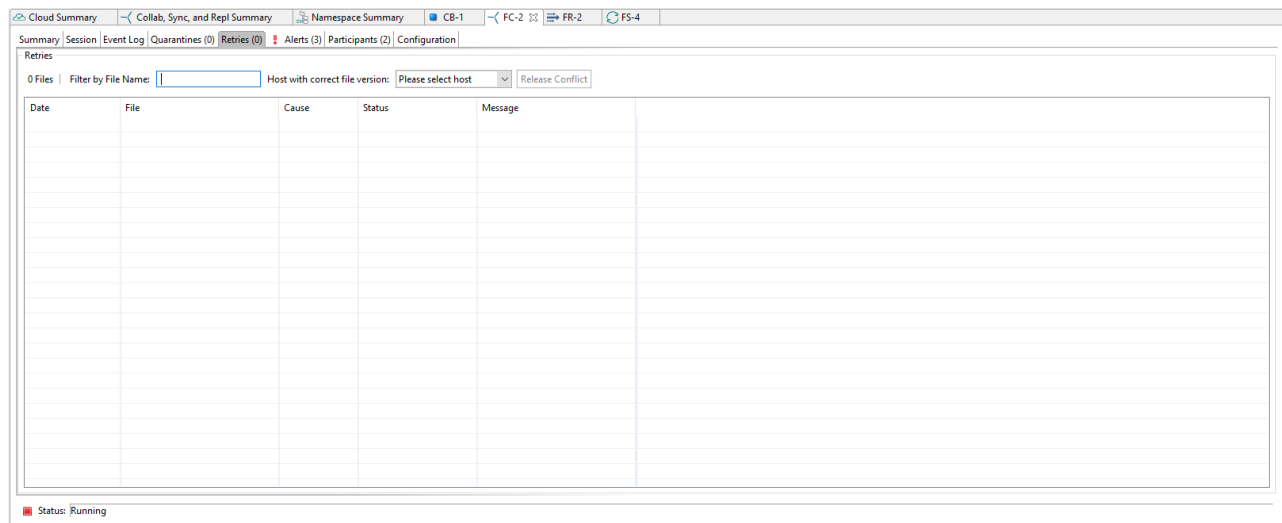 Cloud Summary Collab, Sync, and Repl Summary Namespace Summary CB-1 FC-2 FR-2 FS-4
Summary Session Event Log Quarantines (0) Retries (0) Alerts (3) Participants (2) Configuration
Retries
0 Files Filter by File Name: Host with correct file version: Please select host Release Conflict
Date File Cause Status Message
Status: Running